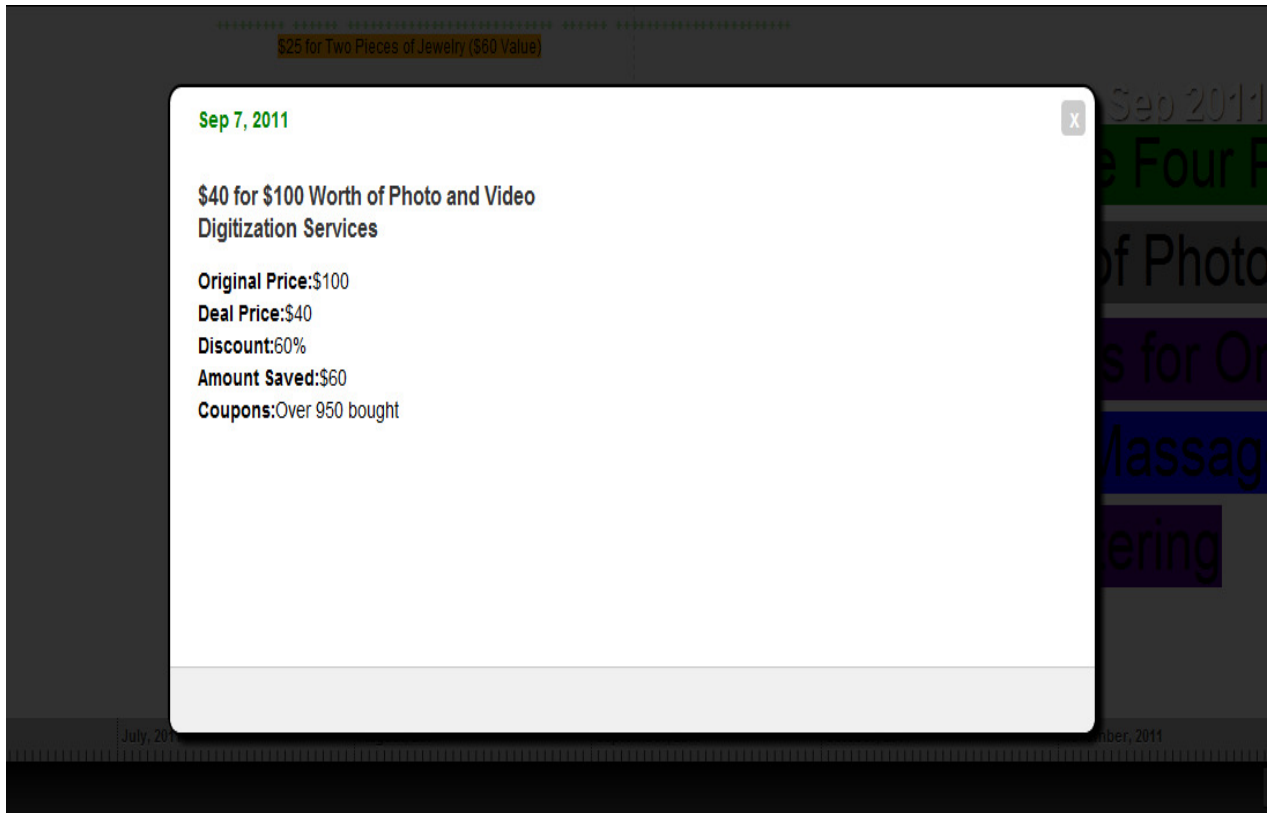 $25 for Two Pieces of Jewelry ($60 Value)
Sep 7, 2011
x
Sep 2011
$40 for $100 Worth of Photo and Video
Digitization Services
Original Price:$100
Deal Price:$40
Discount:60%
Amount Saved:$60
Coupons:Over 950 bought
Four
of Photo
s for
Massag
ering
July, 201
mber, 2011